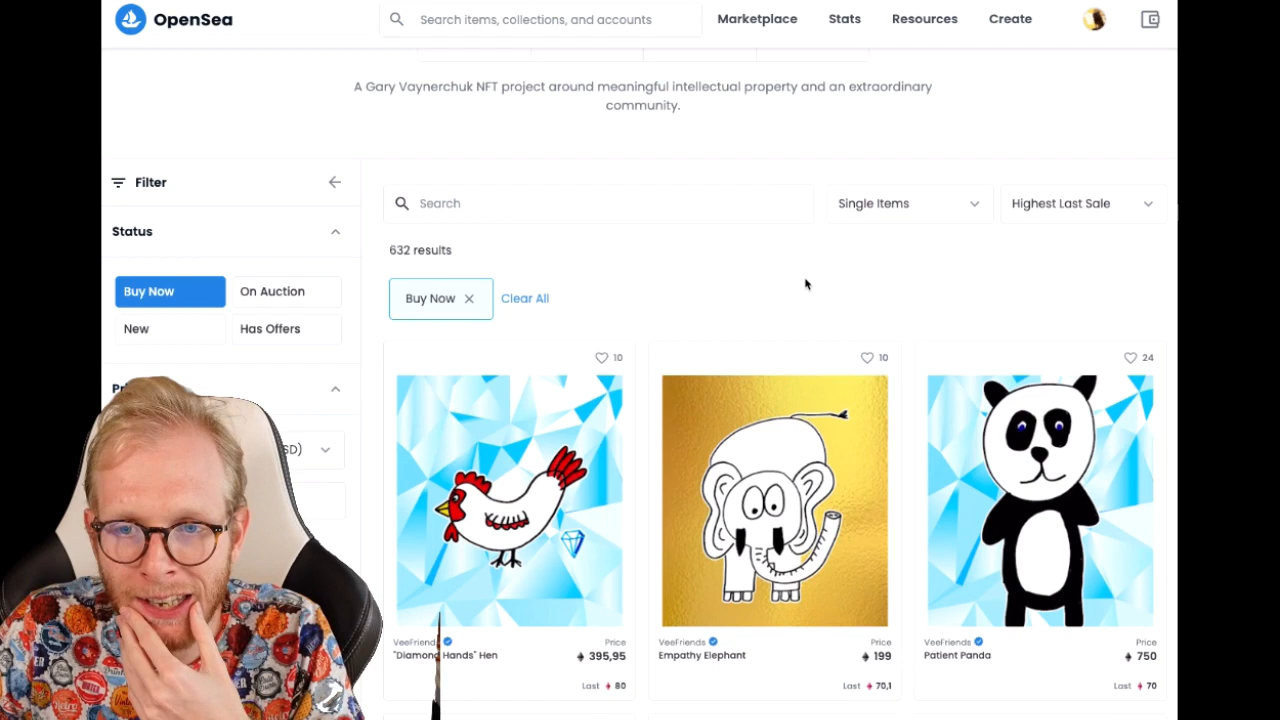 OpenSea
Search items, collections, and accounts
Marketplace
Stats
Resources
Create
A Gary Vaynerchuk NFT project around meaningful intellectual property and an extraordinary
community.
Filter
Search
Single Items
Highest Last Sale
Status
632 results
Buy Now
On Auction
New
Has Offers
Buy Now
Clear All
10
10
24
VeeFriends
Price
"Diamond Hands" Hen
395,95
Last 80
VeeFriends
Price
Empathy Elephant
199
Last 70,1
VeeFriends
Price
Patient Panda
750
Last 70